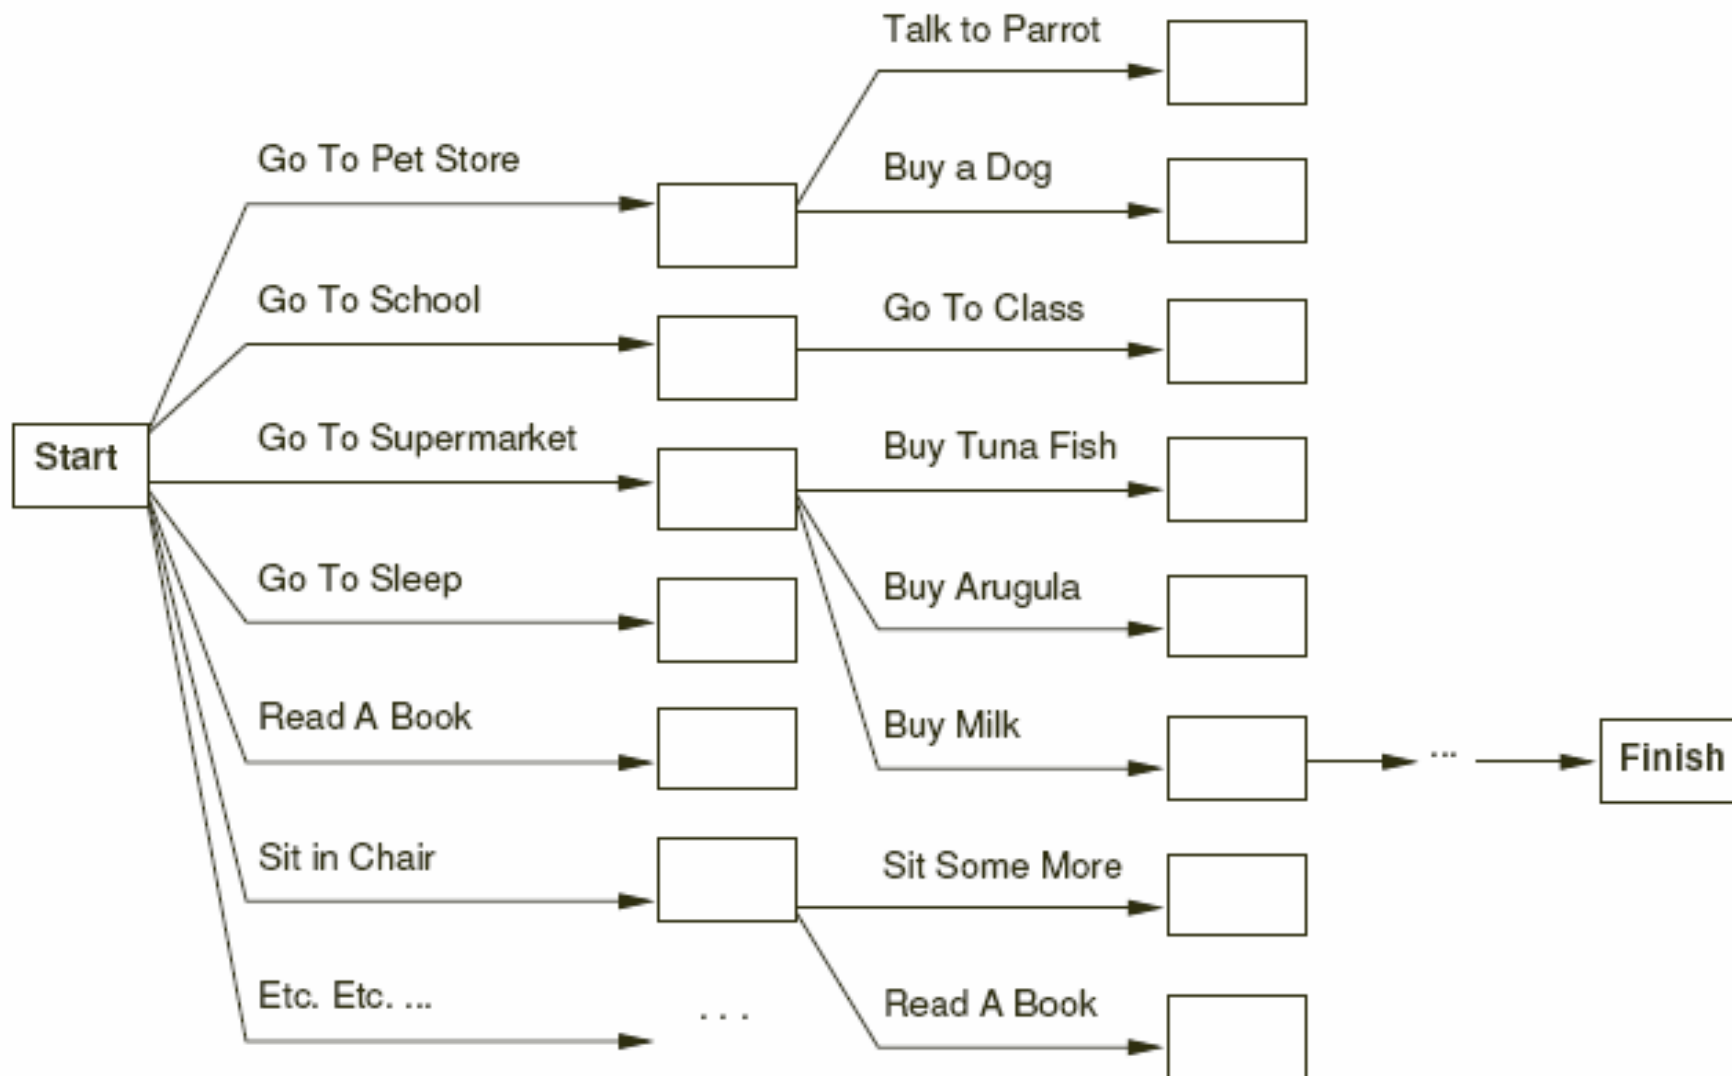 Talk to Parrot
Go To Pet Store
Buy a Dog
Go To School
Go To Class
Start
Go To Supermarket
Buy Tuna Fish
Go To Sleep
Buy Arugula
Read A Book
Buy Milk
...
Finish
Sit in Chair
Sit Some More
Etc. Etc. ...
. . .
Read A Book